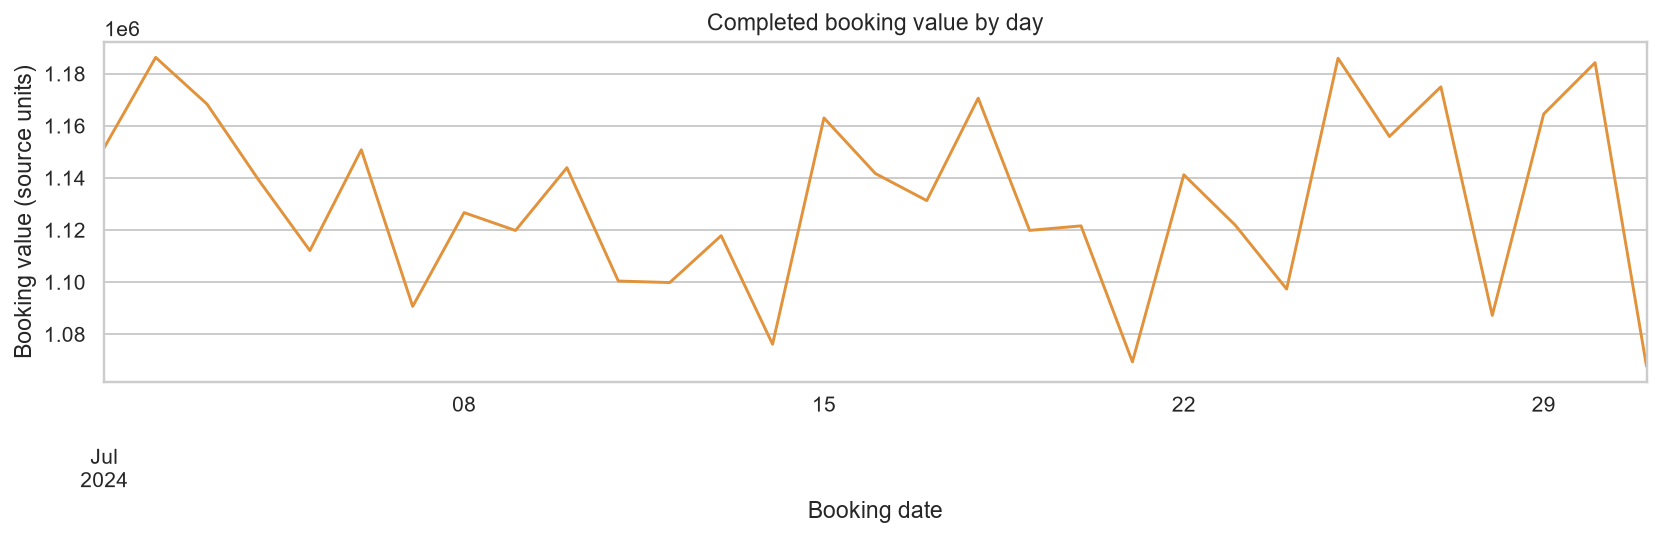 Completed booking value by day
1e6
Booking value (source units)
1.18
1.16
1.14
1.12
1.10
1.08
08
15
22
29
Jul
2024
Booking date